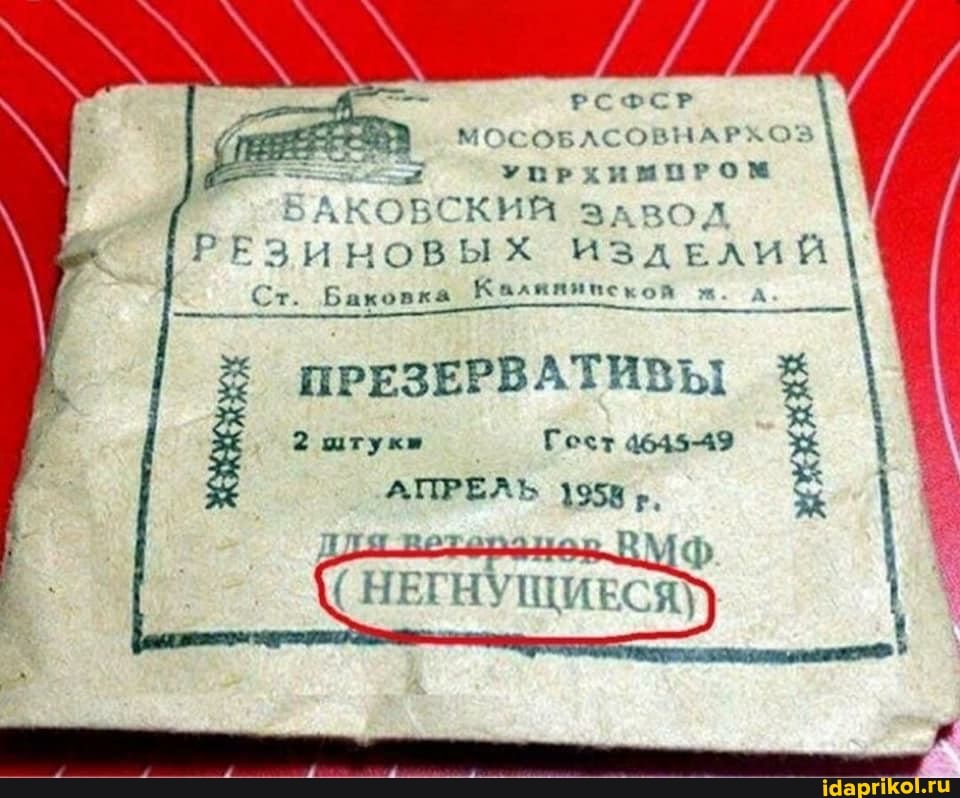 РСФСР
МОСОБЛСОВНАРХОЗ
УПРХИМПРОМ
БАКОВСКИЙ ЗАВОД
РЕЗИНОВЫХ ИЗДЕЛИЙ
Ст. Баковка Калининской ж. д.
ПРЕЗЕРВАТИВЫ
2 штуки Гост 4645-49
АПРЕЛЬ 1958 г.
для ветеранов ВМФ
( НЕГНУЩИЕСЯ)
idaprikol.ru